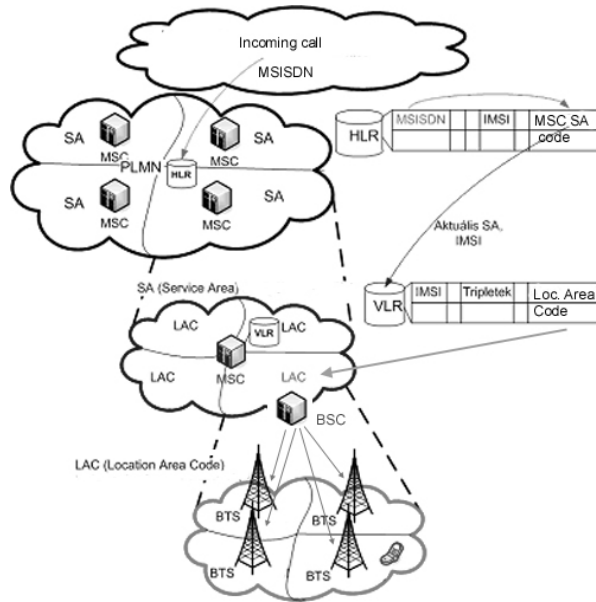 Incoming call
MSISDN
SA
MSC
SA
MSC
PLMN
HLR
SA
MSC
SA
MSC
HLR
MSISDN
IMSI
MSC SA
code
Aktuális SA,
IMSI
VLR
IMSI
Tripletek
Loc. Area
Code
SA (Service Area)
LAC
VLR
LAC
LAC
MSC
LAC
BSC
LAC (Location Area Code)
BTS
BTS
BTS
BTS